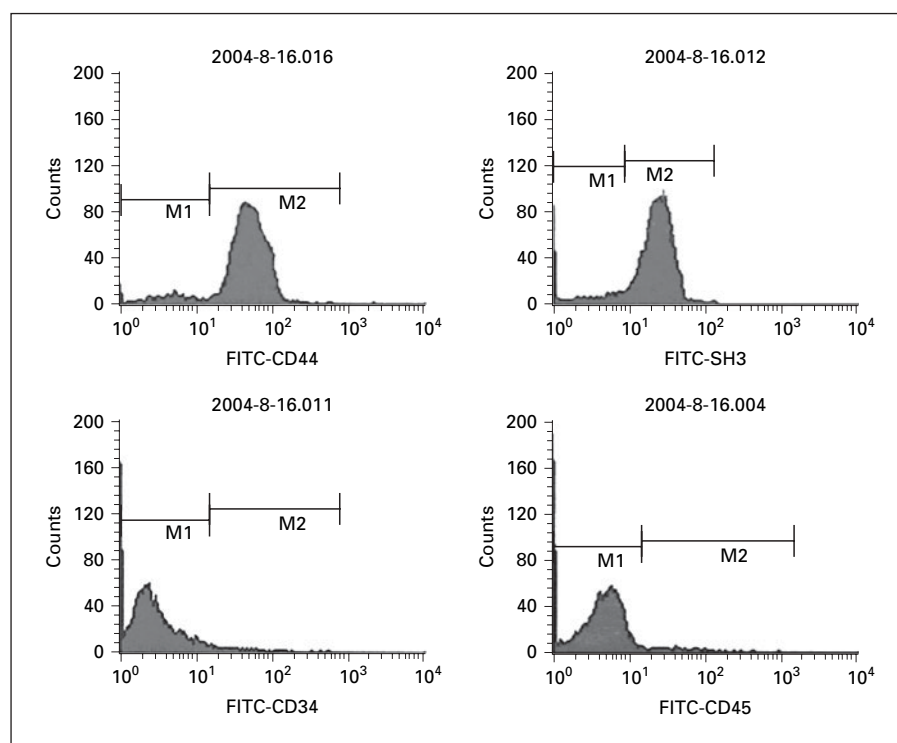 2004-8-16.016
200
160
120
80
40
0
Counts
M1
M2
10⁰ 10¹ 10² 10³ 10⁴
FITC-CD44
2004-8-16.012
200
160
120
80
40
0
Counts
M1
M2
10⁰ 10¹ 10² 10³ 10⁴
FITC-SH3
2004-8-16.011
200
160
120
80
40
0
Counts
M1
M2
10⁰ 10¹ 10² 10³ 10⁴
FITC-CD34
2004-8-16.004
200
160
120
80
40
0
Counts
M1
M2
10⁰ 10¹ 10² 10³ 10⁴
FITC-CD45